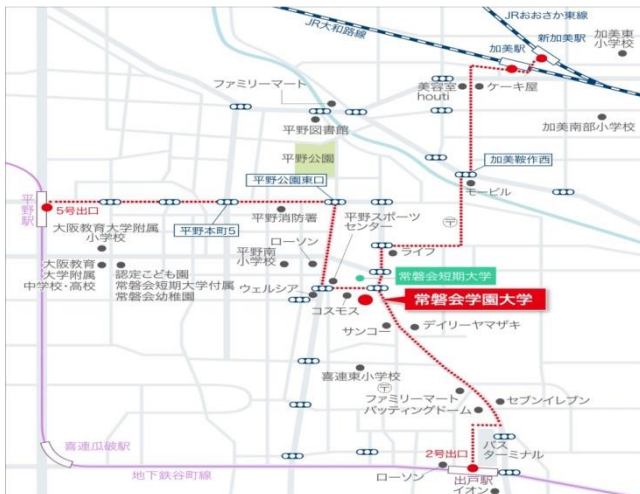 JRおおさか東線
新加美駅
加美東
小学校
JR大和路線
加美駅
ファミリーマート
美容室
houti
ケーキ屋
平野図書館
加美南部小学校
平野公園
加美鞍作西
平野公園東口
モービル
平野駅
5号出口
平野本町5
平野消防署
平野スポーツ
センター
〒
大阪教育大学附属
小学校
ローソン
平野南
小学校
ライフ
大阪教育
大学附属
中学校・高校
認定こども園
常磐会短期大学付属
常磐会幼稚園
常磐会短期大学
ウェルシア
コスモス
常磐会学園大学
サンコー
デイリーヤマザキ
喜連東小学校
〒
ファミリーマート
バッティングドーム
セブンイレブン
喜連瓜破駅
2号出口
バス
ターミナル
地下鉄谷町線
ローソン
出戸駅
イオン